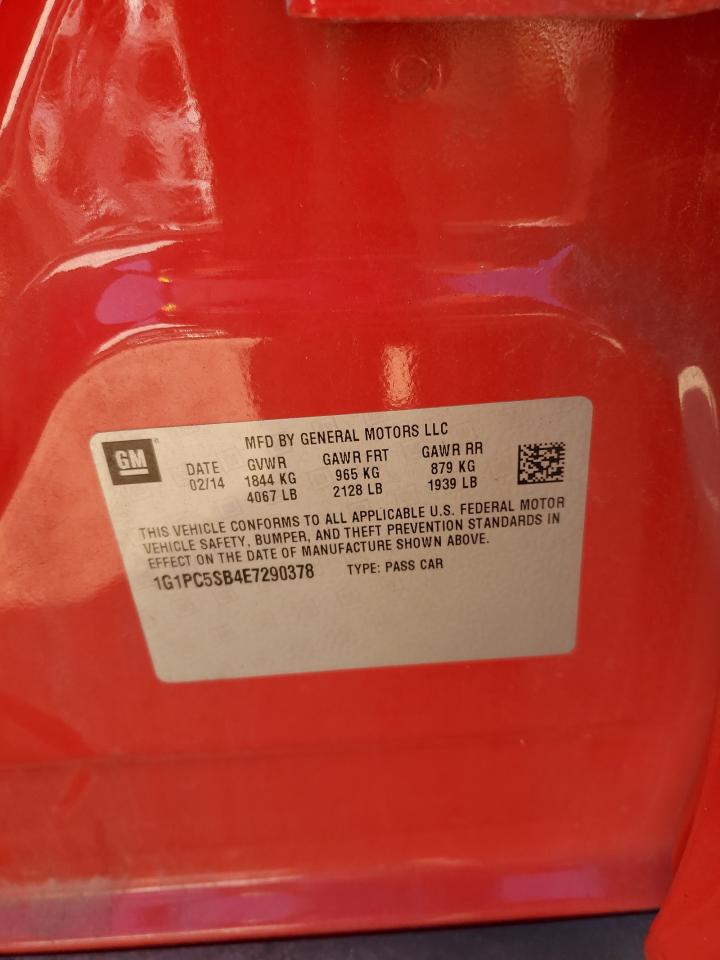 GM
MFD BY GENERAL MOTORS LLC
DATE GVWR GAWR FRT GAWR RR
02/14 1844 KG 965 KG 879 KG
4067 LB 2128 LB 1939 LB
THIS VEHICLE CONFORMS TO ALL APPLICABLE U.S. FEDERAL MOTOR
VEHICLE SAFETY, BUMPER, AND THEFT PREVENTION STANDARDS IN
EFFECT ON THE DATE OF MANUFACTURE SHOWN ABOVE.
1G1PC5SB4E7290378 TYPE: PASS CAR